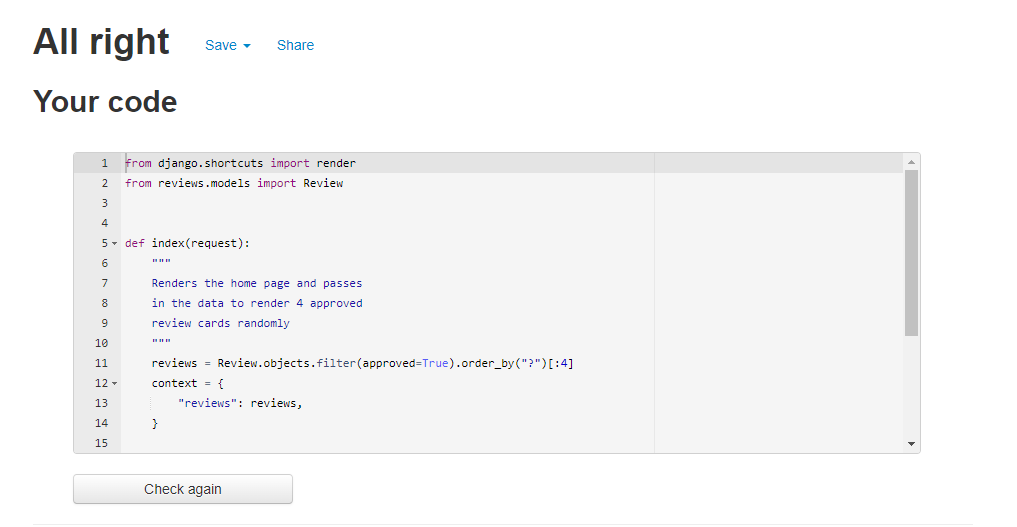 All right Save Share
Your code
1 from django.shortcuts import render
2 from reviews.models import Review
3
4
5 def index(request):
6 """
7 Renders the home page and passes
8 in the data to render 4 approved
9 review cards randomly
10 """
11 reviews = Review.objects.filter(approved=True).order_by("?")[:4]
12 context = {
13 "reviews": reviews,
14 }
15
Check again